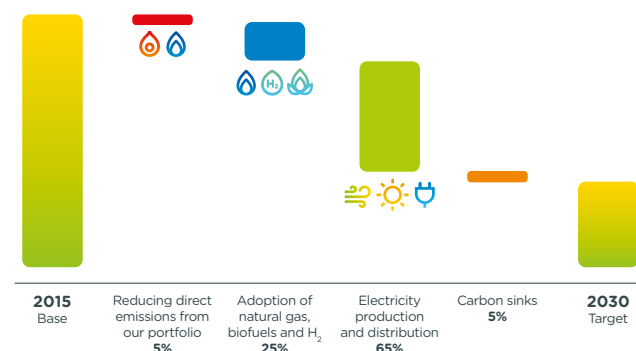 H₂
2015
Base
Reducing direct
emissions from
our portfolio
5%
Adoption of
natural gas,
biofuels and H₂
25%
Electricity
production
and distribution
65%
Carbon sinks
5%
2030
Target